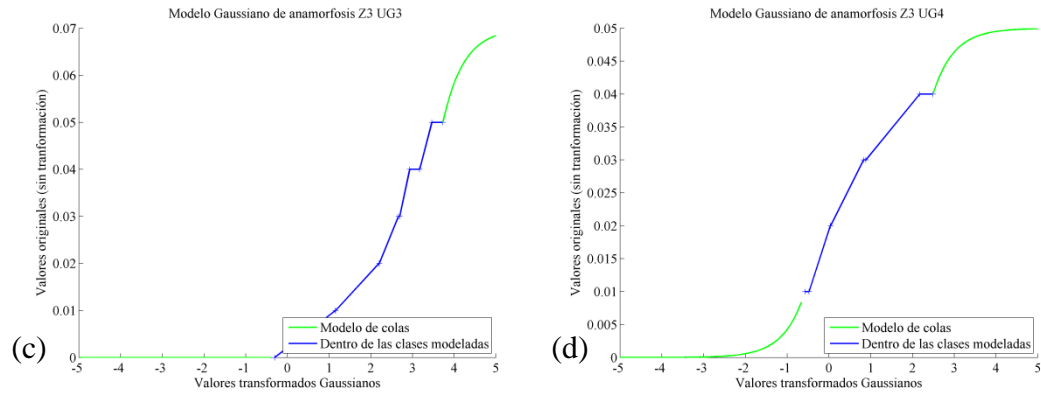 Modelo Gaussiano de anamorfosis Z3 UG3
Valores originales (sin tranformación)
0.07
0.06
0.05
0.04
0.03
0.02
0.01
0
-5 -4 -3 -2 -1 0 1 2 3 4 5
Valores transformados Gaussianos
Modelo de colas
Dentro de las clases modeladas
(c)
Modelo Gaussiano de anamorfosis Z3 UG4
Valores originales (sin tranformación)
0.05
0.045
0.04
0.035
0.03
0.025
0.02
0.015
0.01
0.005
0
-5 -4 -3 -2 -1 0 1 2 3 4 5
Valores transformados Gaussianos
Modelo de colas
Dentro de las clases modeladas
(d)